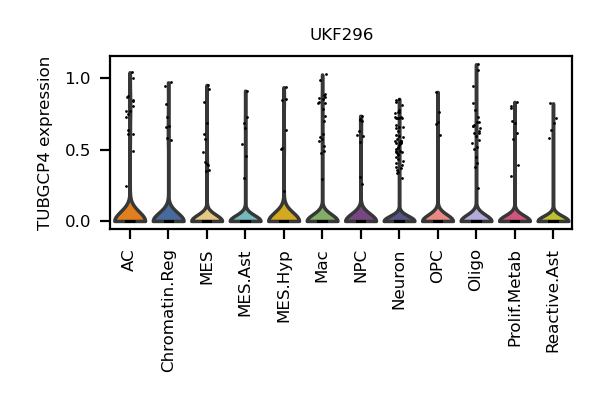 UKF296
TUBGCP4 expression
1.0
0.5
0.0
AC
Chromatin.Reg
MES
MES.Ast
MES.Hyp
Mac
NPC
Neuron
OPC
Oligo
Prolif.Metab
Reactive.Ast